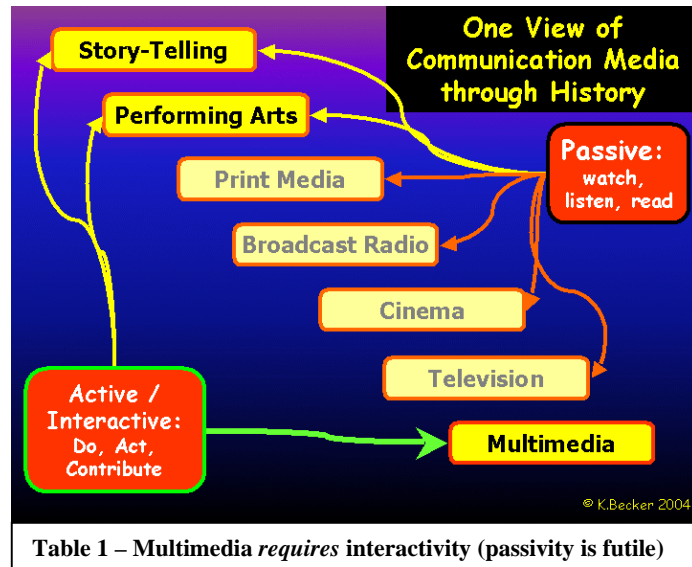 One View of
Communication Media
through History
Story-Telling
Performing Arts
Passive:
watch,
listen, read
Print Media
Broadcast Radio
Cinema
Television
Active /
Interactive:
Do, Act,
Contribute
Multimedia
© K.Becker 2004
Table 1 – Multimedia requires interactivity (passivity is futile)